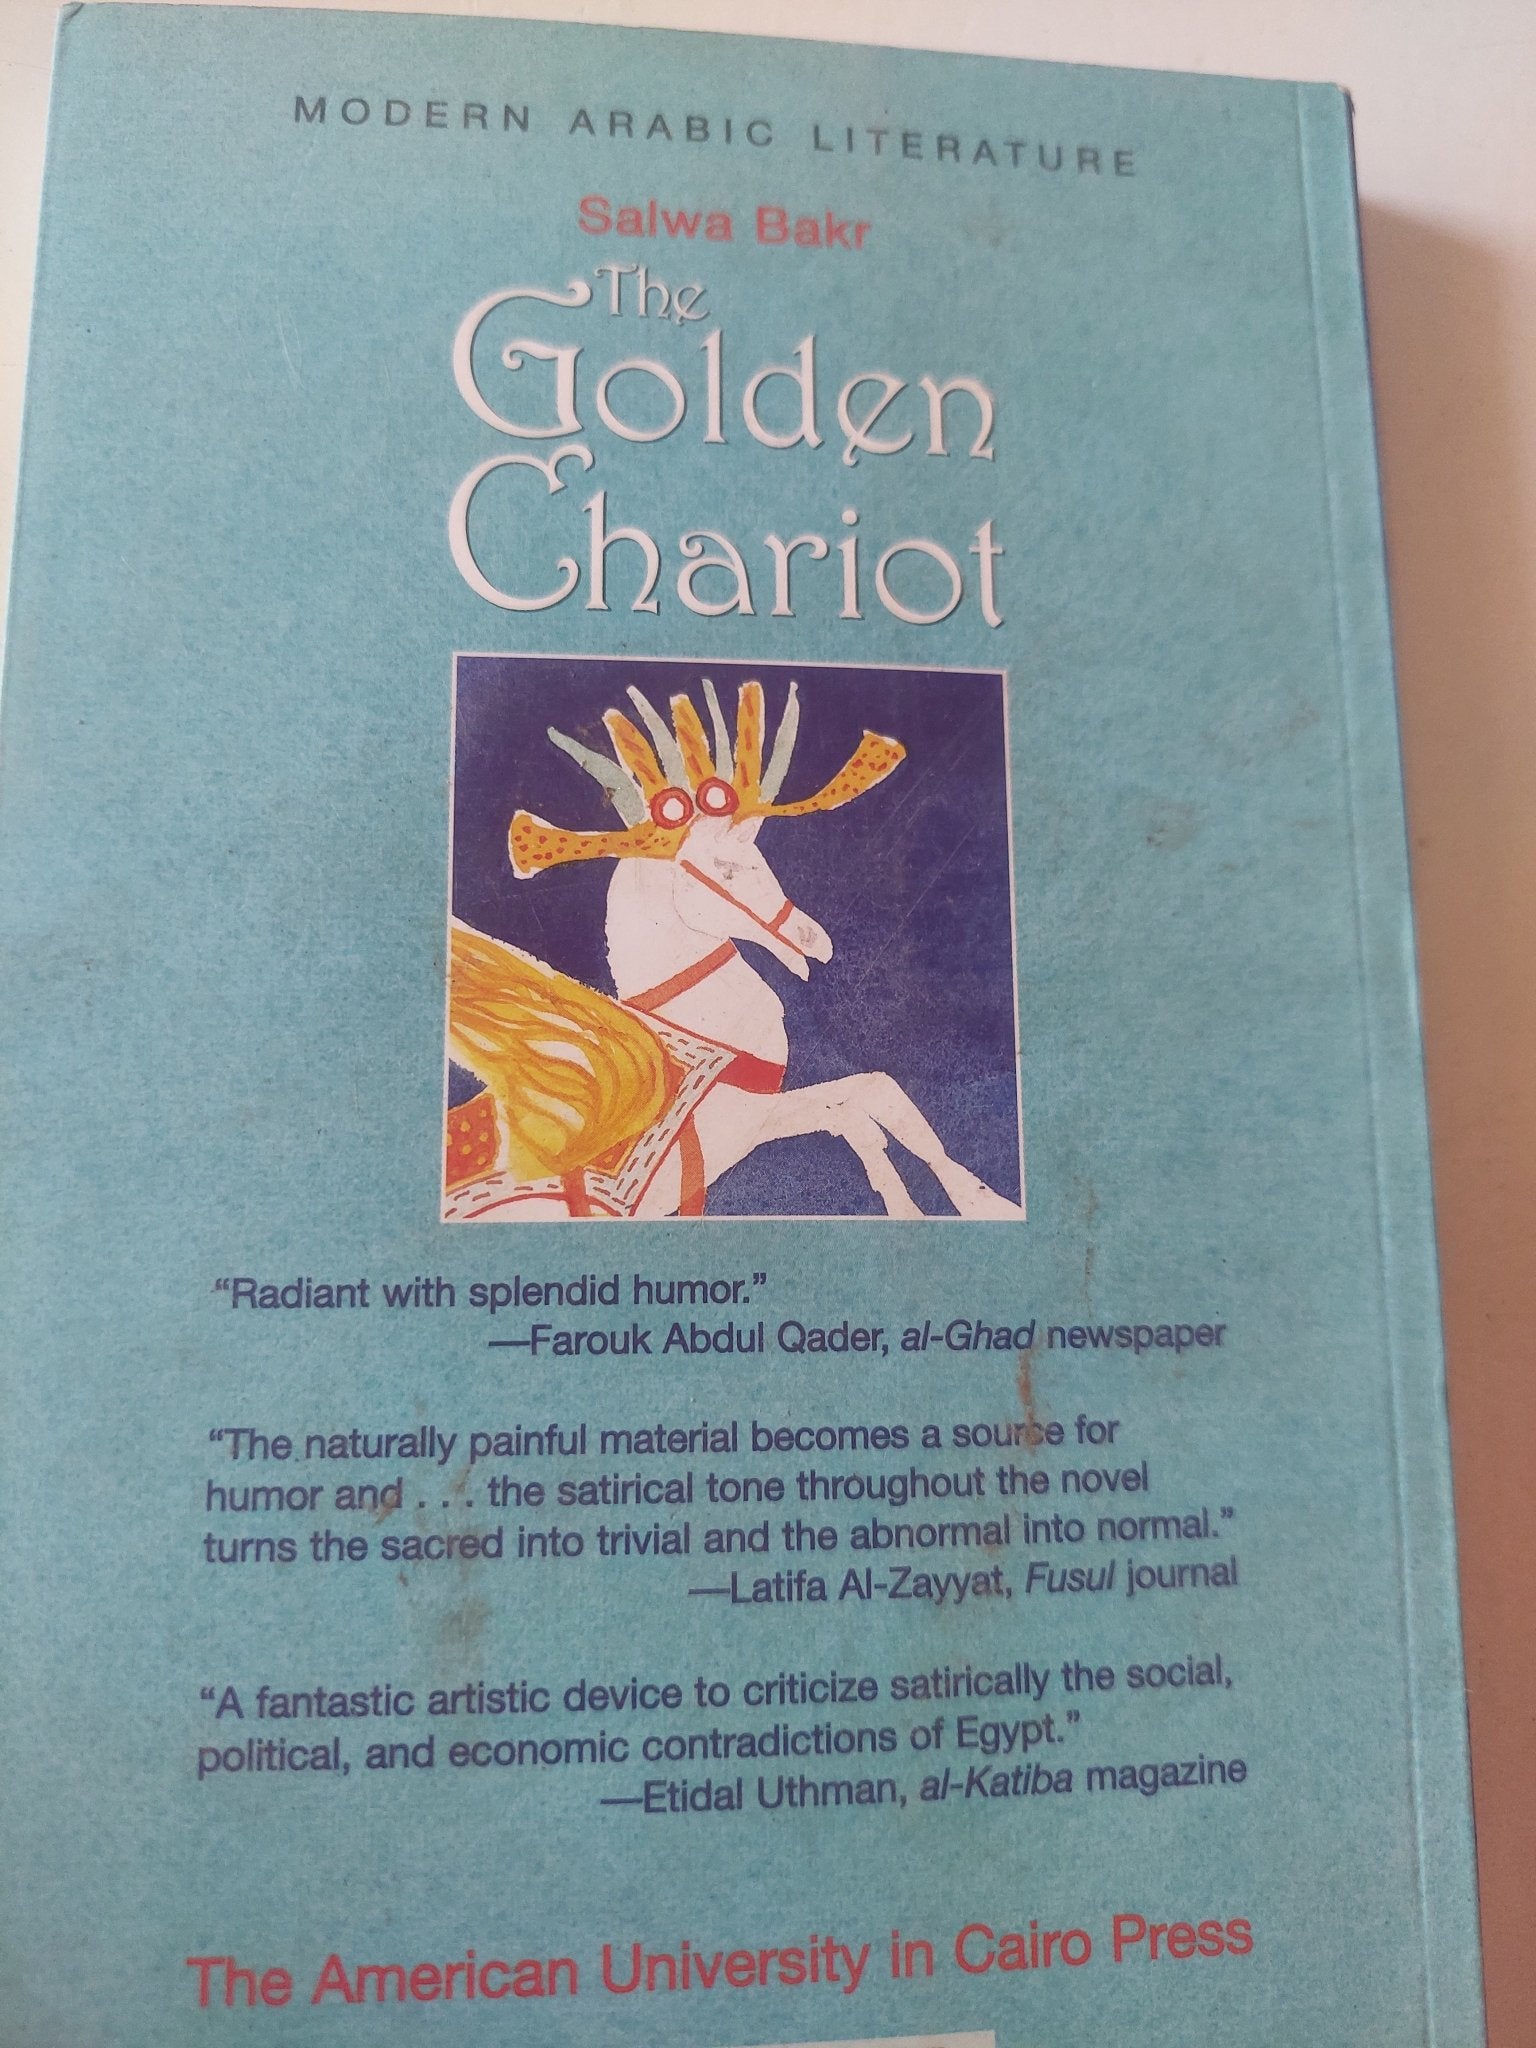 MODERN ARABIC LITERATURE
Salwa Bakr
The
Golden
Chariot
“Radiant with splendid humor.”
—Farouk Abdul Qader, al-Ghad newspaper
“The naturally painful material becomes a source for
humor and . . . the satirical tone throughout the novel
turns the sacred into trivial and the abnormal into normal.”
—Latifa Al-Zayyat, Fusul journal
“A fantastic artistic device to criticize satirically the social,
political, and economic contradictions of Egypt.”
—Etidal Uthman, al-Katiba magazine
The American University in Cairo Press